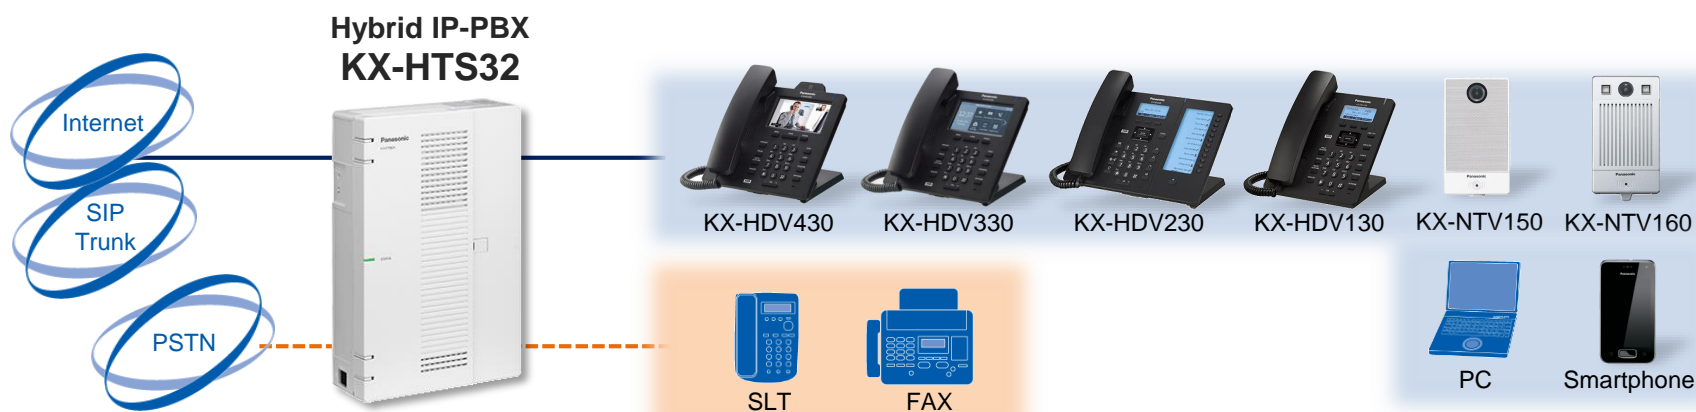 Hybrid IP-PBX
KX-HTS32
Internet
SIP
Trunk
PSTN
Panasonic
KX-HDV430
KX-HDV330
KX-HDV230
KX-HDV130
KX-NTV150
KX-NTV160
SLT
FAX
PC
Smartphone